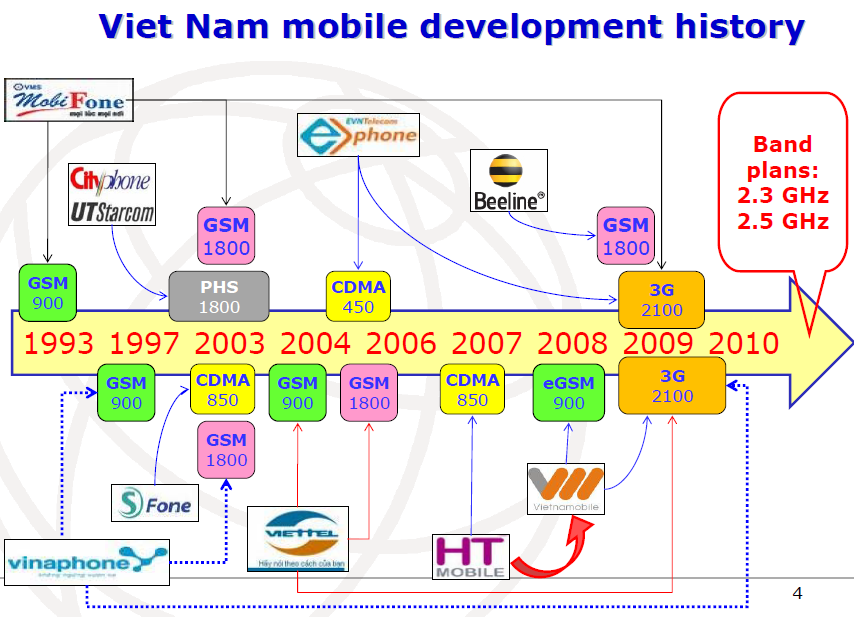 Viet Nam mobile development history
VMS
MobiFone
mọi lúc mọi nơi
EVNTelecom
e phone
Cityphone
UTStarcom
Beeline®
Band
plans:
2.3 GHz
2.5 GHz
GSM
1800
GSM
1800
GSM
900
PHS
1800
CDMA
450
3G
2100
1993 1997 2003 2004 2006 2007 2008 2009 2010
GSM
900
CDMA
850
GSM
900
GSM
1800
CDMA
850
eGSM
900
3G
2100
GSM
1800
S Fone
VIETTEL
Hãy nói theo cách của bạn
Vietnamobile
HT
MOBILE
vinaphone
4